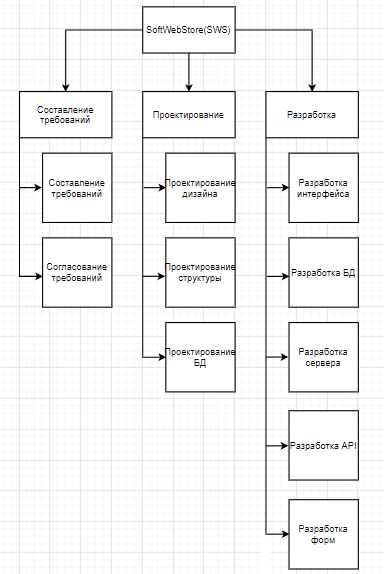 SoftWebStore(SWS)
Составление
требований
Проектирование
Разработка
Составление
требований
Проектирование
дизайна
Разработка
интерфейса
Согласование
требований
Проектирование
структуры
Разработка БД
Проектирование
БД
Разработка
сервера
Разработка API
Разработка
форм